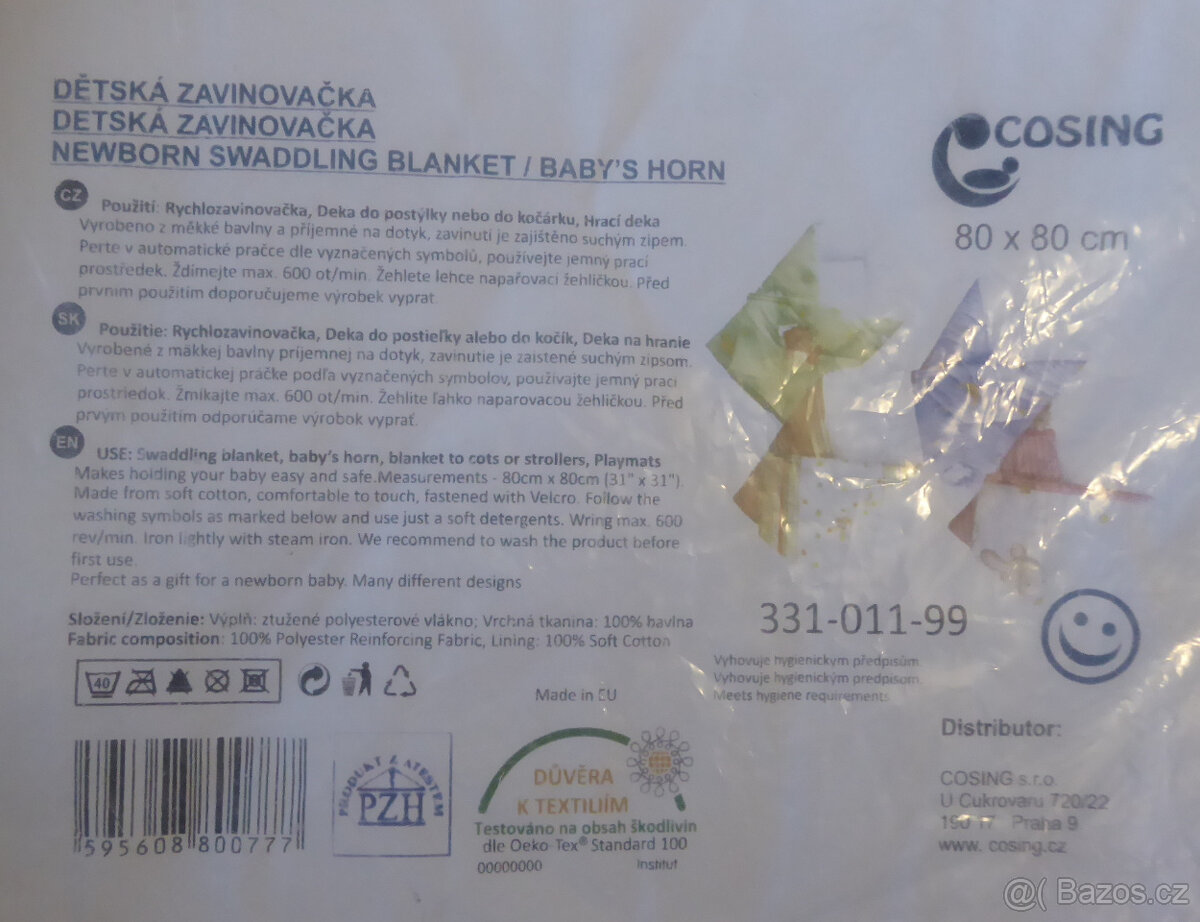 DĚTSKÁ ZAVINOVAČKA
DETSKÁ ZAVINOVAČKA
NEWBORN SWADDLING BLANKET / BABY'S HORN
COSING
80 x 80 cm
CZ
Použití: Rychlozavinovačka, Deka do postýlky nebo do kočárku, Hrací deka
Vyrobeno z měkké bavlny a příjemné na dotyk, zavinutí je zajištěno suchým zipem.
Perte v automatické pračce dle vyznačených symbolů, používejte jemný prací
prostředek. Ždímejte max. 600 ot/min. Žehlete lehce napařovací žehličkou. Před
prvním použitím doporučujeme výrobek vyprat.
SK
Použitie: Rychlozavinovačka, Deka do postieľky alebo do kočík, Deka na hranie
Vyrobené z mäkkej bavlny príjemnej na dotyk, zavinutie je zaistené suchým zipsom.
Perte v automatickej práčke podľa vyznačených symbolov, používajte jemný prací
prostriedok. Žmíkajte max. 600 ot/min. Žehlite ľahko naparovacou žehličkou. Před
prvým použitím odporúčame výrobok vyprať.
EN
USE: Swaddling blanket, baby's horn, blanket to cots or strollers, Playmats
Makes holding your baby easy and safe.Measurements - 80cm x 80cm (31" x 31").
Made from soft cotton, comfortable to touch, fastened with Velcro. Follow the
washing symbols as marked below and use just a soft detergents. Wring max. 600
rev/min. Iron lightly with steam iron. We recommend to wash the product before
first use.
Perfect as a gift for a newborn baby. Many different designs
Složení/Zloženie: Výplň: ztužené polyesterové vlákno; Vrchná tkanina: 100% bavlna
Fabric composition: 100% Polyester Reinforcing Fabric, Lining: 100% Soft Cotton
40
Made in EU
331-011-99
Vyhovuje hygienickým předpisům.
Vyhovuje hygienickým predpisom.
Meets hygiene requirements
Distributor:
COSING s.r.o.
U Cukrovaru 720/22
Praha 9
www. cosing.cz
PRODUKT Z ATESTEM
PZH
DŮVĚRA
K TEXTILIÍM
Testováno na obsah škodlivin
dle Oeko-Tex® Standard 100
00000000 Institut
595608 800777
@( Bazos.cz